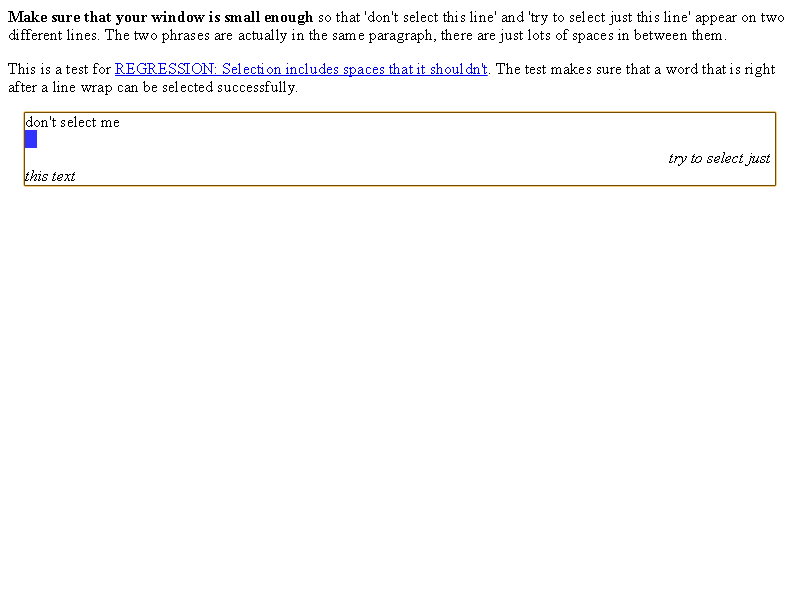 Make sure that your window is small enough so that 'don't select this line' and 'try to select just this line' appear on two
different lines. The two phrases are actually in the same paragraph, there are just lots of spaces in between them.
This is a test for REGRESSION: Selection includes spaces that it shouldn't. The test makes sure that a word that is right
after a line wrap can be selected successfully.
don't select me
try to select just
this text